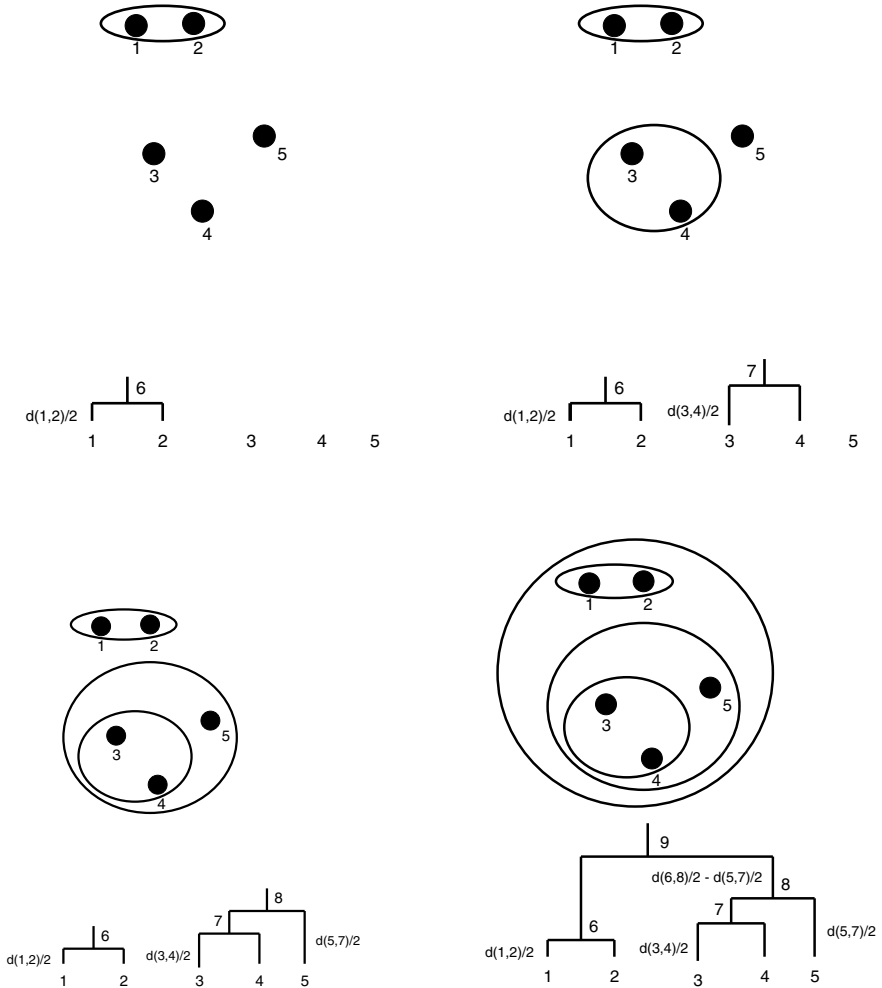 1 2
5
3
4
6
d(1,2)/2
1 2 3 4 5
1 2
5
3
4
6 7
d(1,2)/2 d(3,4)/2
1 2 3 4 5
1 2
5
3
4
8
7
6
d(1,2)/2 d(3,4)/2 d(5,7)/2
1 2 3 4 5
1 2
5
3
4
9
d(6,8)/2 - d(5,7)/2 8
7
6
d(1,2)/2 d(3,4)/2 d(5,7)/2
1 2 3 4 5